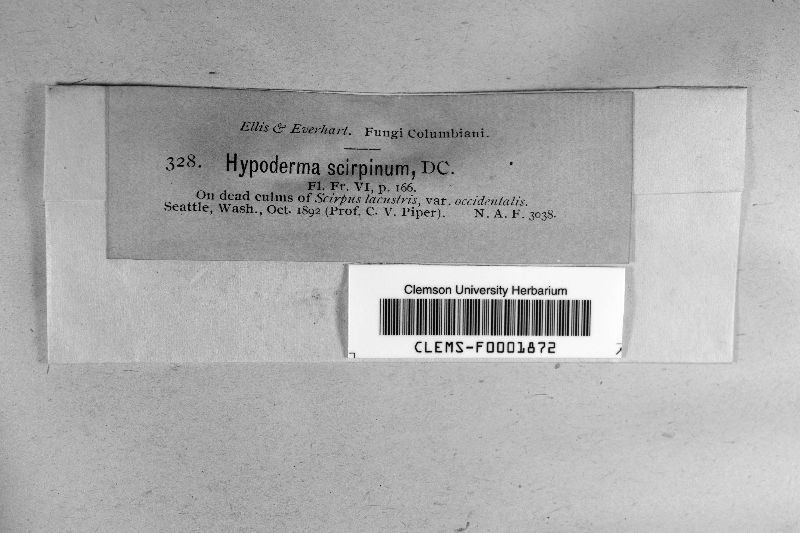 Ellis & Everhart. Fungi Columbiani.
328. Hypoderma scirpinum, DC.
Fl. Fr. VI, p. 166.
On dead culms of Scirpus lacustris, var. occidentalis.
Seattle, Wash., Oct. 1892 (Prof. C. V. Piper). N. A. F. 3038.
Clemson University Herbarium
CLEMS-F0001872